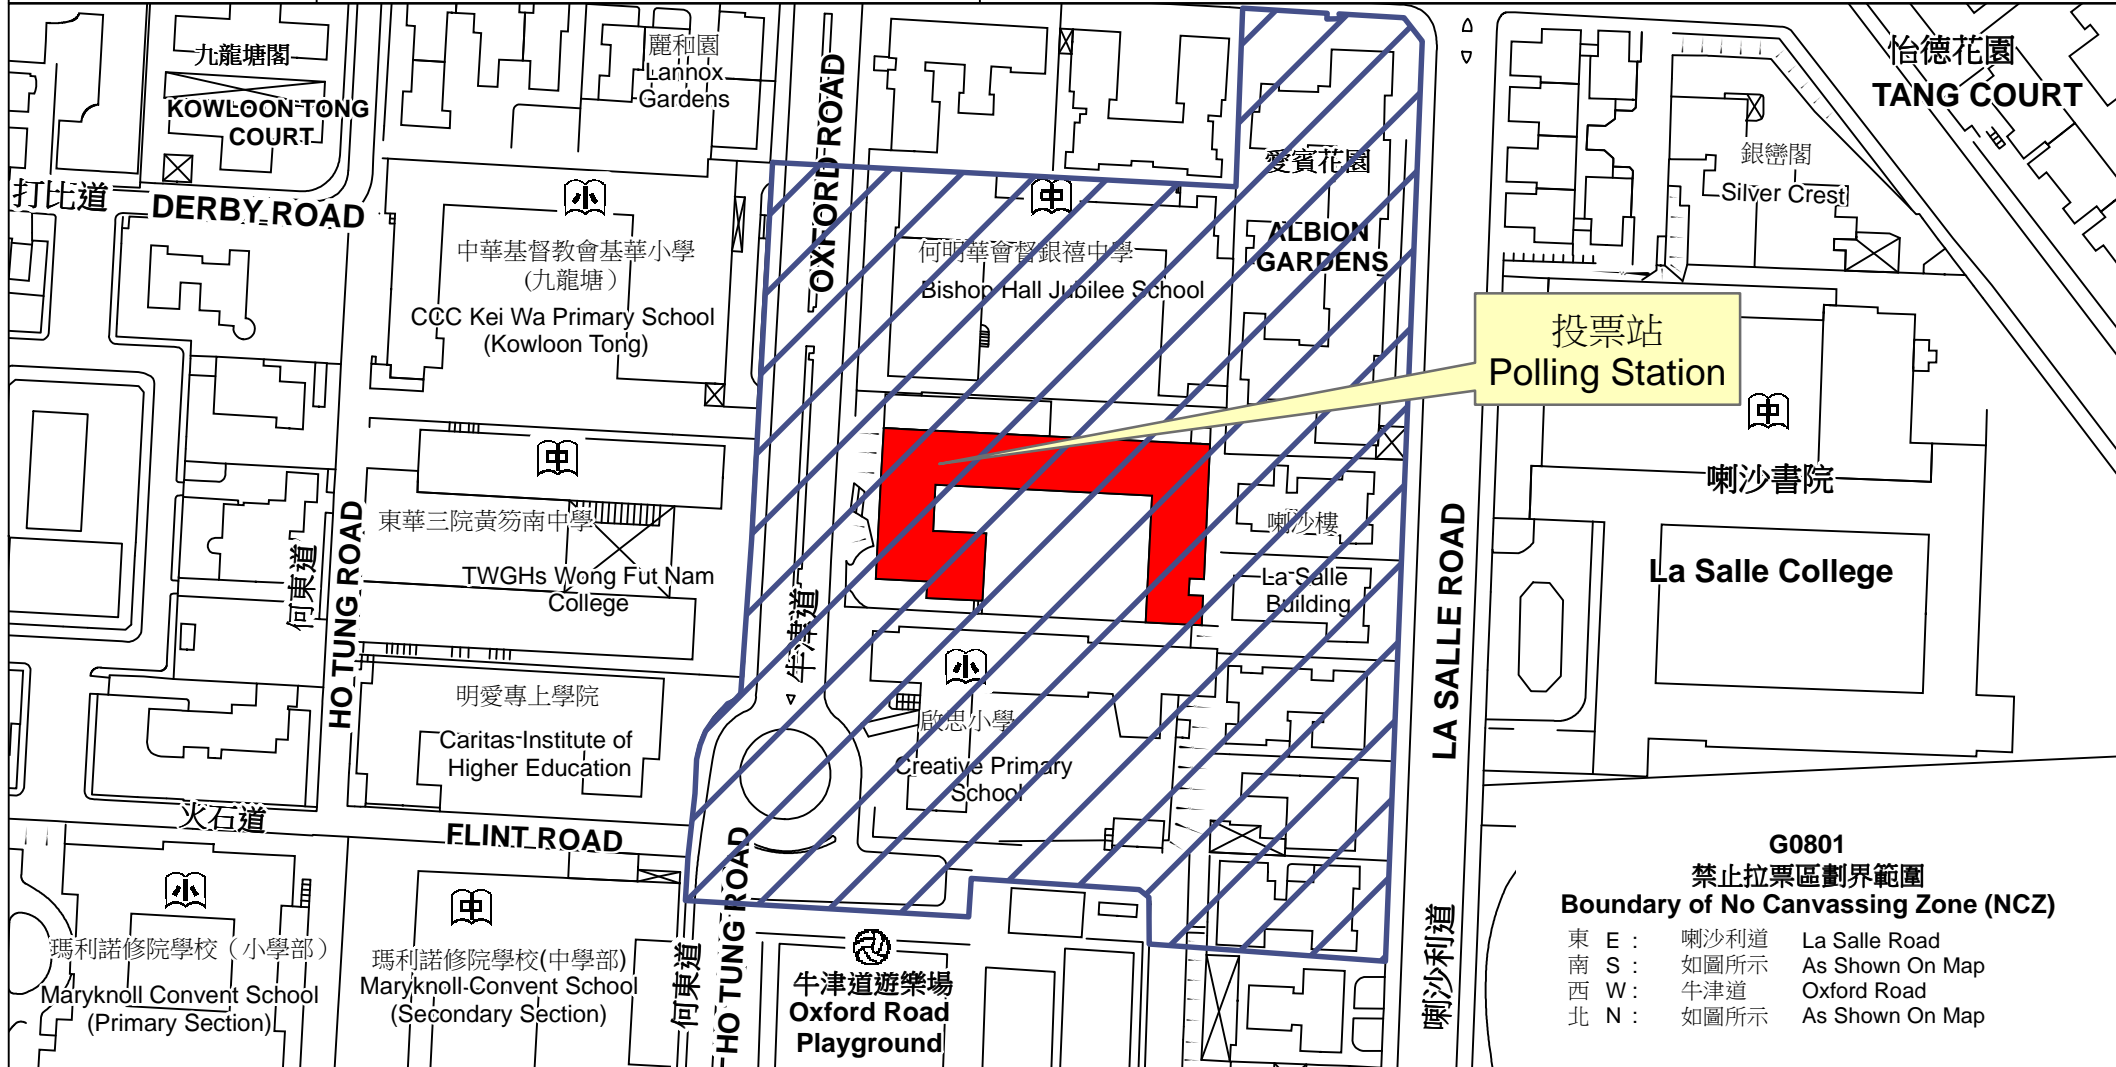 九龍塘閣
KOWLOON TONG
COURT
麗和園
Lannox
Gardens
OXFORD ROAD
怡德花園
TANG COURT
銀巒閣
Silver Crest
愛賓花園
ALBION
GARDENS
打比道
DERBY ROAD
小
中華基督教會基華小學
(九龍塘）
CCC Kei Wa Primary School
(Kowloon Tong)
中
何明華會督銀禧中學
Bishop Hall Jubilee School
投票站
Polling Station
中
喇沙書院
La Salle College
中
東華三院黃笏南中學
TWGHs Wong Fut Nam
College
何東道
HO TUNG ROAD
牛津道
喇沙樓
La Salle
Building
LA SALLE ROAD
明愛專上學院
Caritas Institute of
Higher Education
小
啟思小學
Creative Primary
School
火石道
FLINT ROAD
小
瑪利諾修院學校（小學部）
Maryknoll Convent School
(Primary Section)
中
瑪利諾修院學校(中學部)
Maryknoll Convent School
(Secondary Section)
何東道
HO TUNG ROAD
牛津道遊樂場
Oxford Road
Playground
喇沙利道
G0801
禁止拉票區劃界範圍
Boundary of No Canvassing Zone (NCZ)
東 E : 喇沙利道 La Salle Road
南 S : 如圖所示 As Shown On Map
西 W : 牛津道 Oxford Road
北 N : 如圖所示 As Shown On Map